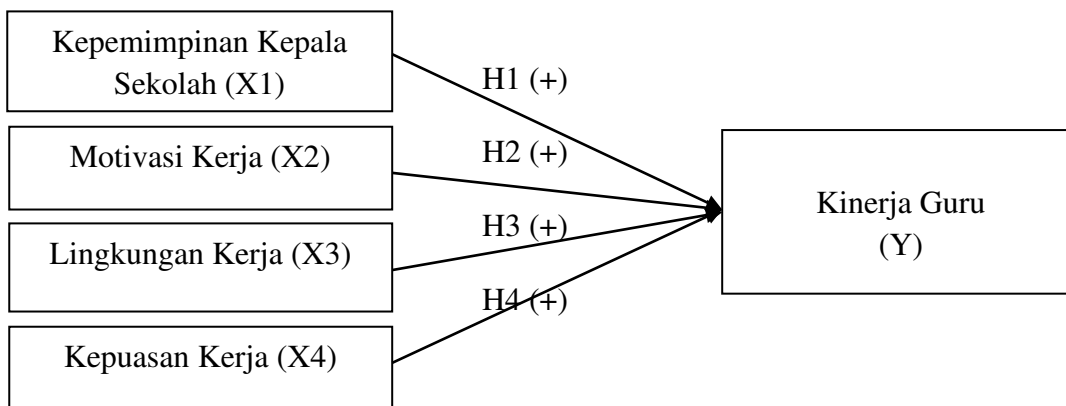 Kepemimpinan Kepala
Sekolah (X1)
H1 (+)
Motivasi Kerja (X2)
H2 (+)
Lingkungan Kerja (X3)
H3 (+)
Kepuasan Kerja (X4)
H4 (+)
Kinerja Guru
(Y)